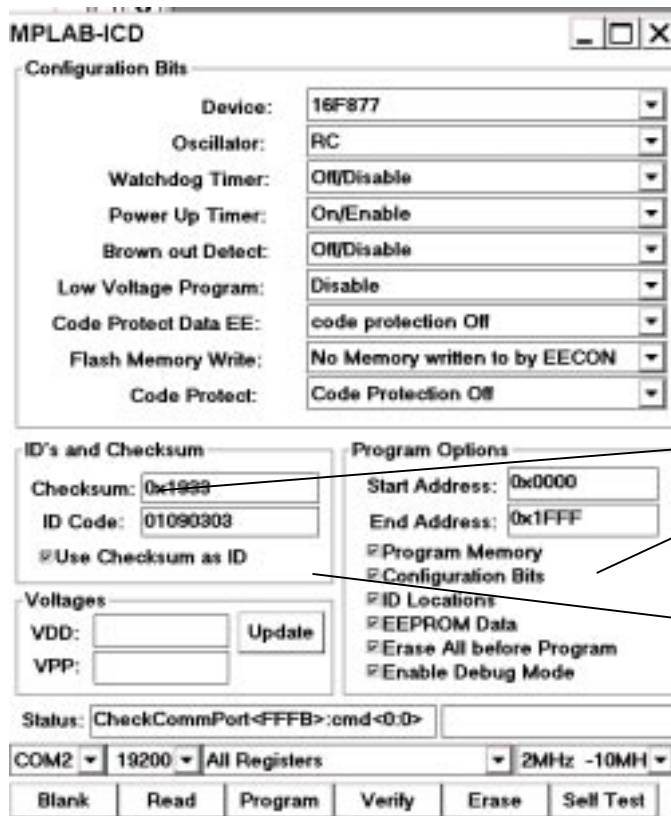 MPLAB-ICD
Configuration Bits
Device: 16F877
Oscillator: RC
Watchdog Timer: Off/Disable
Power Up Timer: On/Enable
Brown out Detect: Off/Disable
Low Voltage Program: Disable
Code Protect Data EE: code protection Off
Flash Memory Write: No Memory written to by EECON
Code Protect: Code Protection Off
ID's and Checksum
Checksum: 0x1933
ID Code: 01090303
Use Checksum as ID
Voltages
VDD: Update
VPP:
Program Options
Start Address: 0x0000
End Address: 0x1FFF
Program Memory
Configuration Bits
ID Locations
EEPROM Data
Erase All before Program
Enable Debug Mode
Status: CheckCommPort<FFFB>:cmd<0:0>
COM2 19200 All Registers 2MHz -10MH
Blank Read Program Verify Erase Self Test